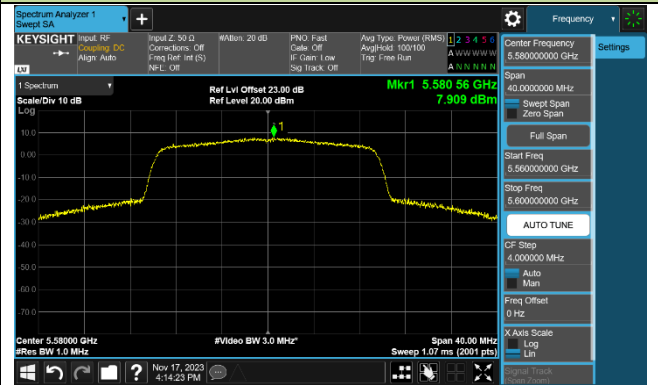 Spectrum Analyzer 1
Swept SA
Frequency
KEYSIGHT
Input: RF
Coupling: DC
Align: Auto
Input Z: 50 Ω
Corrections: Off
Freq Ref: Int (S)
NFE: Off
#Atten: 20 dB
PNO: Fast
Gate: Off
IF Gain: Low
Sig Track: Off
Avg Type: Power (RMS)
Avg|Hold: 100/100
Trig: Free Run
1 2 3 4 5 6
A W W W W W
A N N N N N
LXI
1 Spectrum
Scale/Div 10 dB
Log
Ref Lvl Offset 23.00 dB
Ref Level 20.00 dBm
Mkr1 5.580 56 GHz
7.909 dBm
1
10.0
0.00
-10.0
-20.0
-30.0
-40.0
-50.0
-60.0
-70.0
Center 5.58000 GHz
#Res BW 1.0 MHz
#Video BW 3.0 MHz*
Span 40.00 MHz
Sweep 1.07 ms (2001 pts)
Nov 17, 2023
4:14:23 PM
Center Frequency
5.580000000 GHz
Settings
Span
40.0000000 MHz
Swept Span
Zero Span
Full Span
Start Freq
5.560000000 GHz
Stop Freq
5.600000000 GHz
AUTO TUNE
CF Step
4.000000 MHz
Auto
Man
Freq Offset
0 Hz
X Axis Scale
Log
Lin
Signal Track
(Span Zoom)